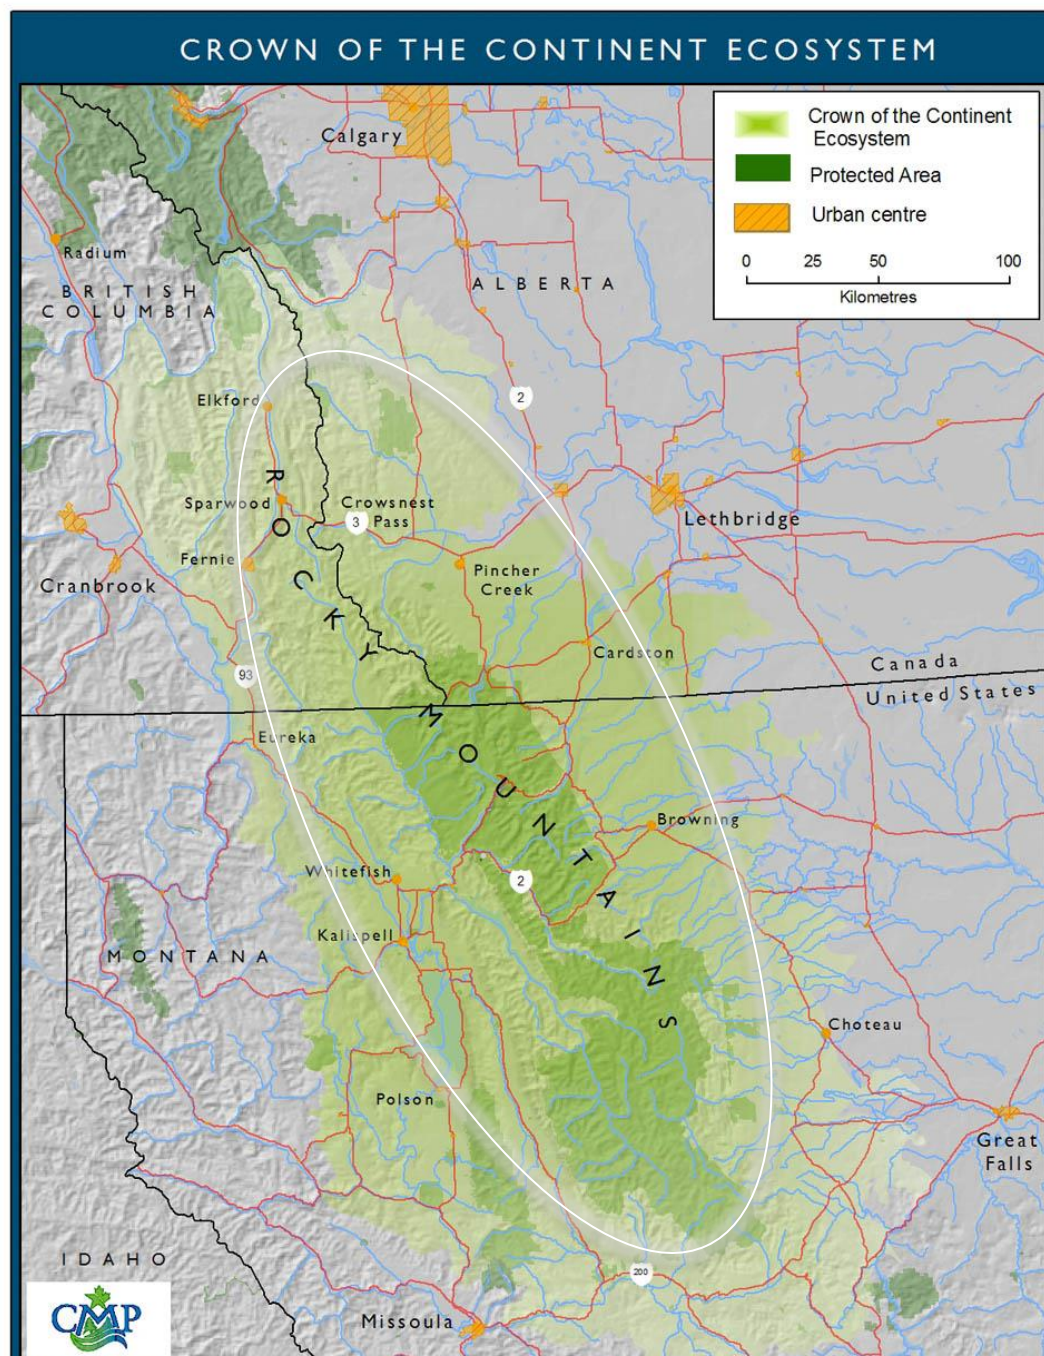 CROWN OF THE CONTINENT ECOSYSTEM
Crown of the Continent
Ecosystem
Protected Area
Urban centre
0 25 50 100
Kilometres
Calgary
Radium
BRITISH
COLUMBIA
ALBERTA
Elkford
2
Sparwood
Crowsnest
Pass
3
Lethbridge
Fernie
Cranbrook
Pincher
Creek
Cardston
93
Canada
United States
Eureka
ROCKY MOUNTAINS
Browning
Whitefish
2
Kalispell
MONTANA
Choteau
Polson
Great
Falls
IDAHO
200
CMP
Missoula